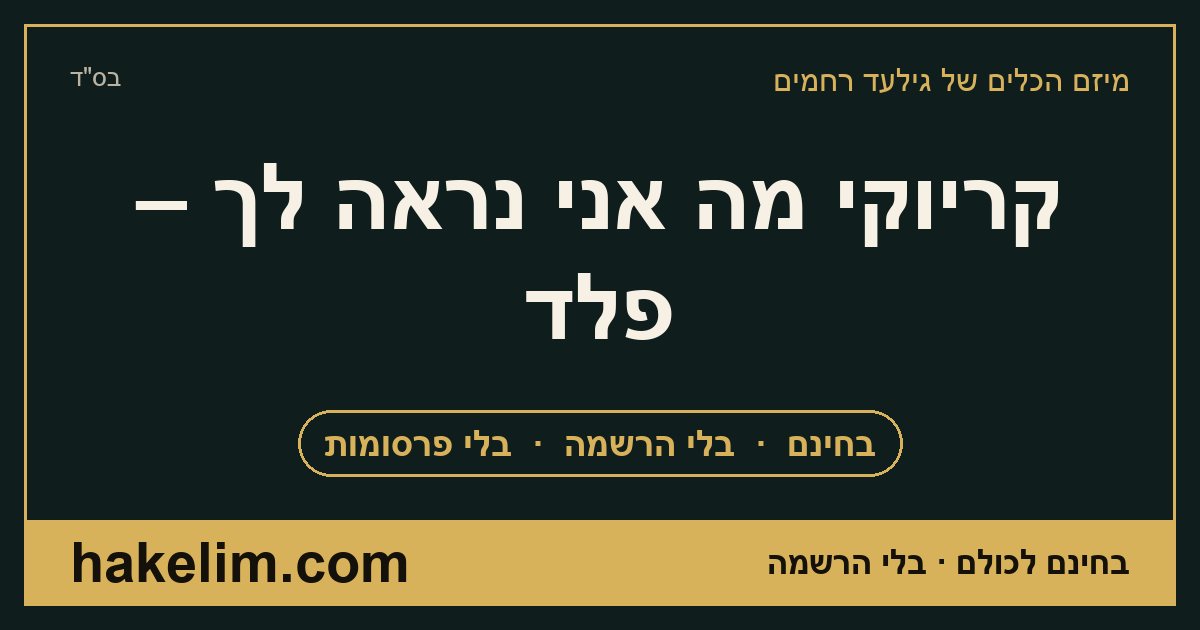 מיזם הכלים של גילעד רחמים
בס"ד
קריוקי מה אני נראה לך –
פלד
בחינם · בלי הרשמה · בלי פרסומות
בחינם לכולם · בלי הרשמה
hakelim.com